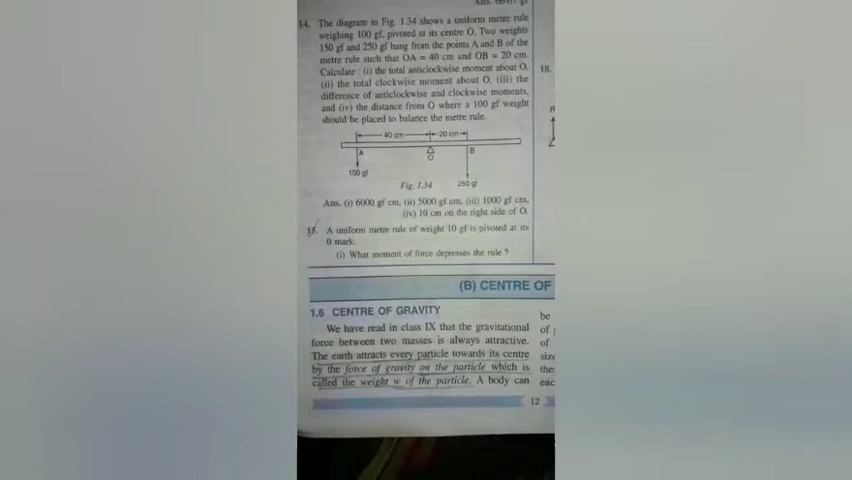 Ans. 66.67 gf
14. The diagram in Fig. 1.34 shows a uniform metre rule
weighing 100 gf, pivoted at its centre O. Two weights
150 gf and 250 gf hang from the points A and B of the
metre rule such that OA = 40 cm and OB = 20 cm.
Calculate : (i) the total anticlockwise moment about O,
(ii) the total clockwise moment about O, (iii) the
difference of anticlockwise and clockwise moments,
and (iv) the distance from O where a 100 gf weight
should be placed to balance the metre rule.
40 cm 20 cm
A O B
150 gf
250 gf
Fig. 1.34
Ans. (i) 6000 gf cm, (ii) 5000 gf cm, (iii) 1000 gf cm,
(iv) 10 cm on the right side of O.
15. A uniform metre rule of weight 10 gf is pivoted at its
0 mark.
(i) What moment of force depresses the rule ?
18.
(B) CENTRE OF
1.6 CENTRE OF GRAVITY
We have read in class IX that the gravitational
force between two masses is always attractive.
The earth attracts every particle towards its centre
by the force of gravity on the particle which is
called the weight w of the particle. A body can
be
of
of
size
the
eac
12